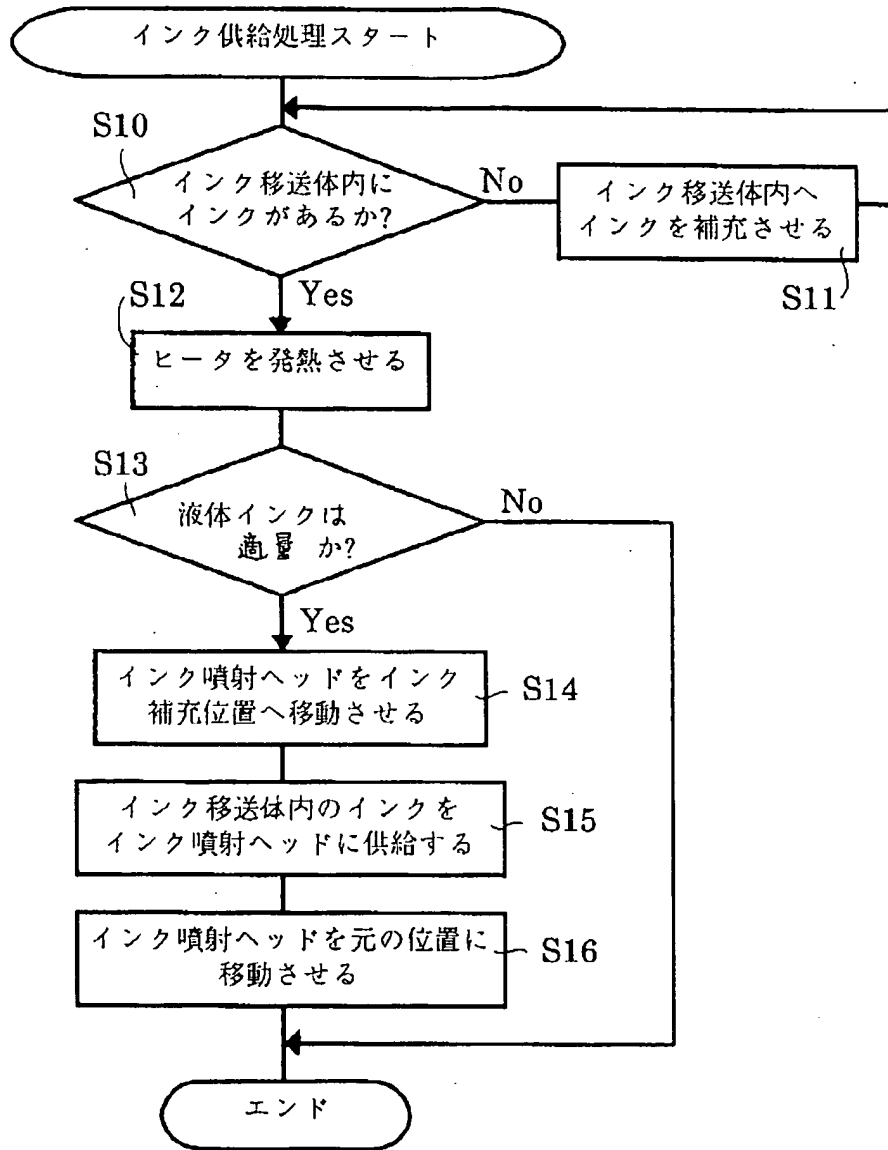 インク供給処理スタート
S10
インク移送体内に
インクがあるか?
No
インク移送体内へ
インクを補充させる
S11
Yes
S12
ヒータを発熱させる
S13
液体インクは
適量 か?
No
Yes
インク噴射ヘッドをインク
補充位置へ移動させる
S14
インク移送体内のインクを
インク噴射ヘッドに供給する
S15
インク噴射ヘッドを元の位置に
移動させる
S16
エンド